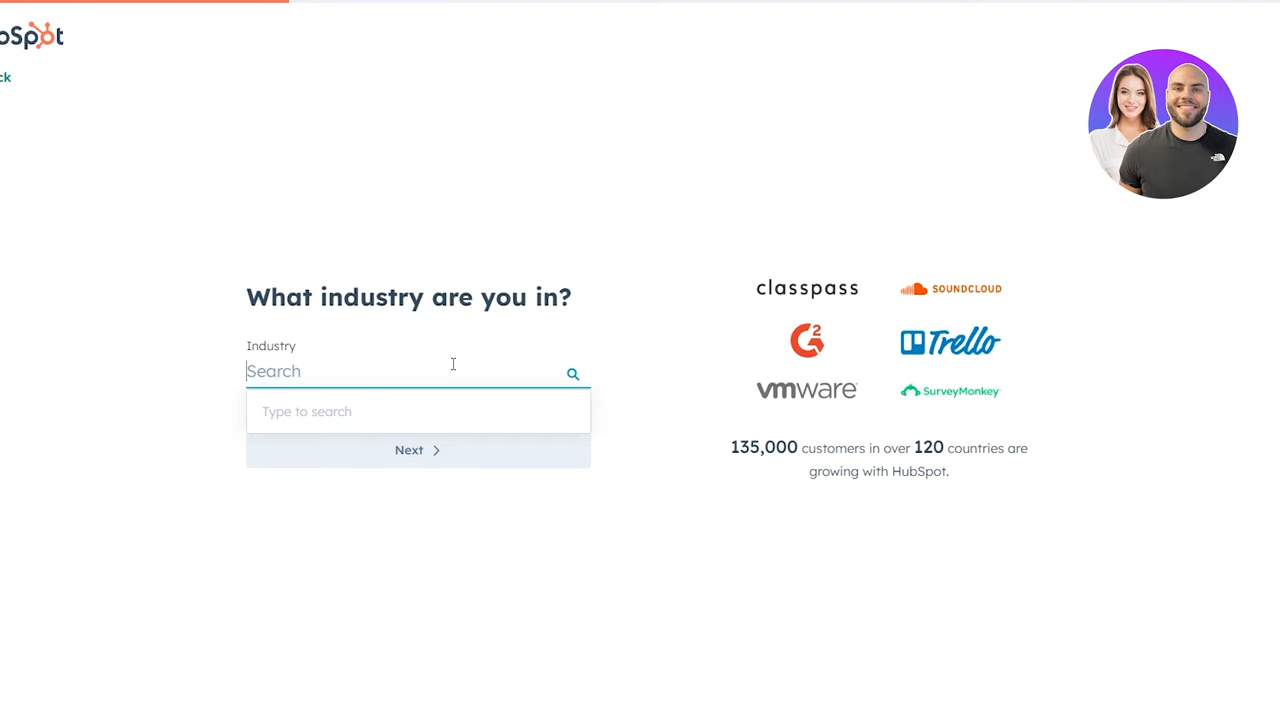 oSpot
ck
What industry are you in?
Industry
Search
Type to search
Next
classpass
SOUNDCLOUD
G2
Trello
vmware
SurveyMonkey
135,000 customers in over 120 countries are
growing with HubSpot.